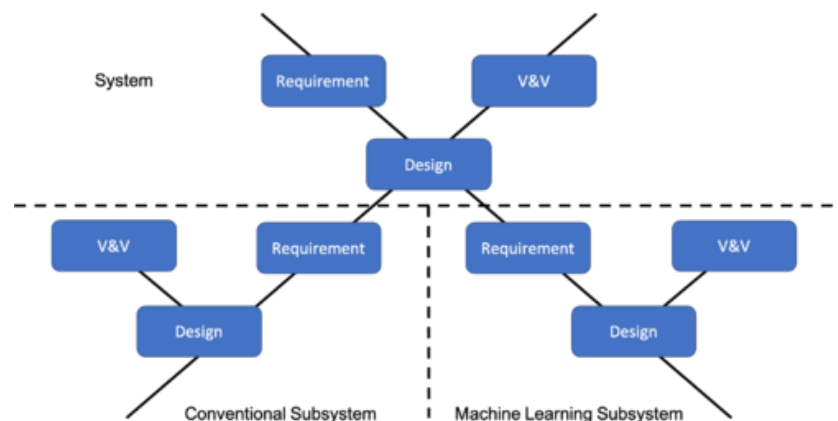 Requirement
V&V
System
Design
V&V
Requirement
Requirement
V&V
Design
Design
Conventional Subsystem
Machine Learning Subsystem